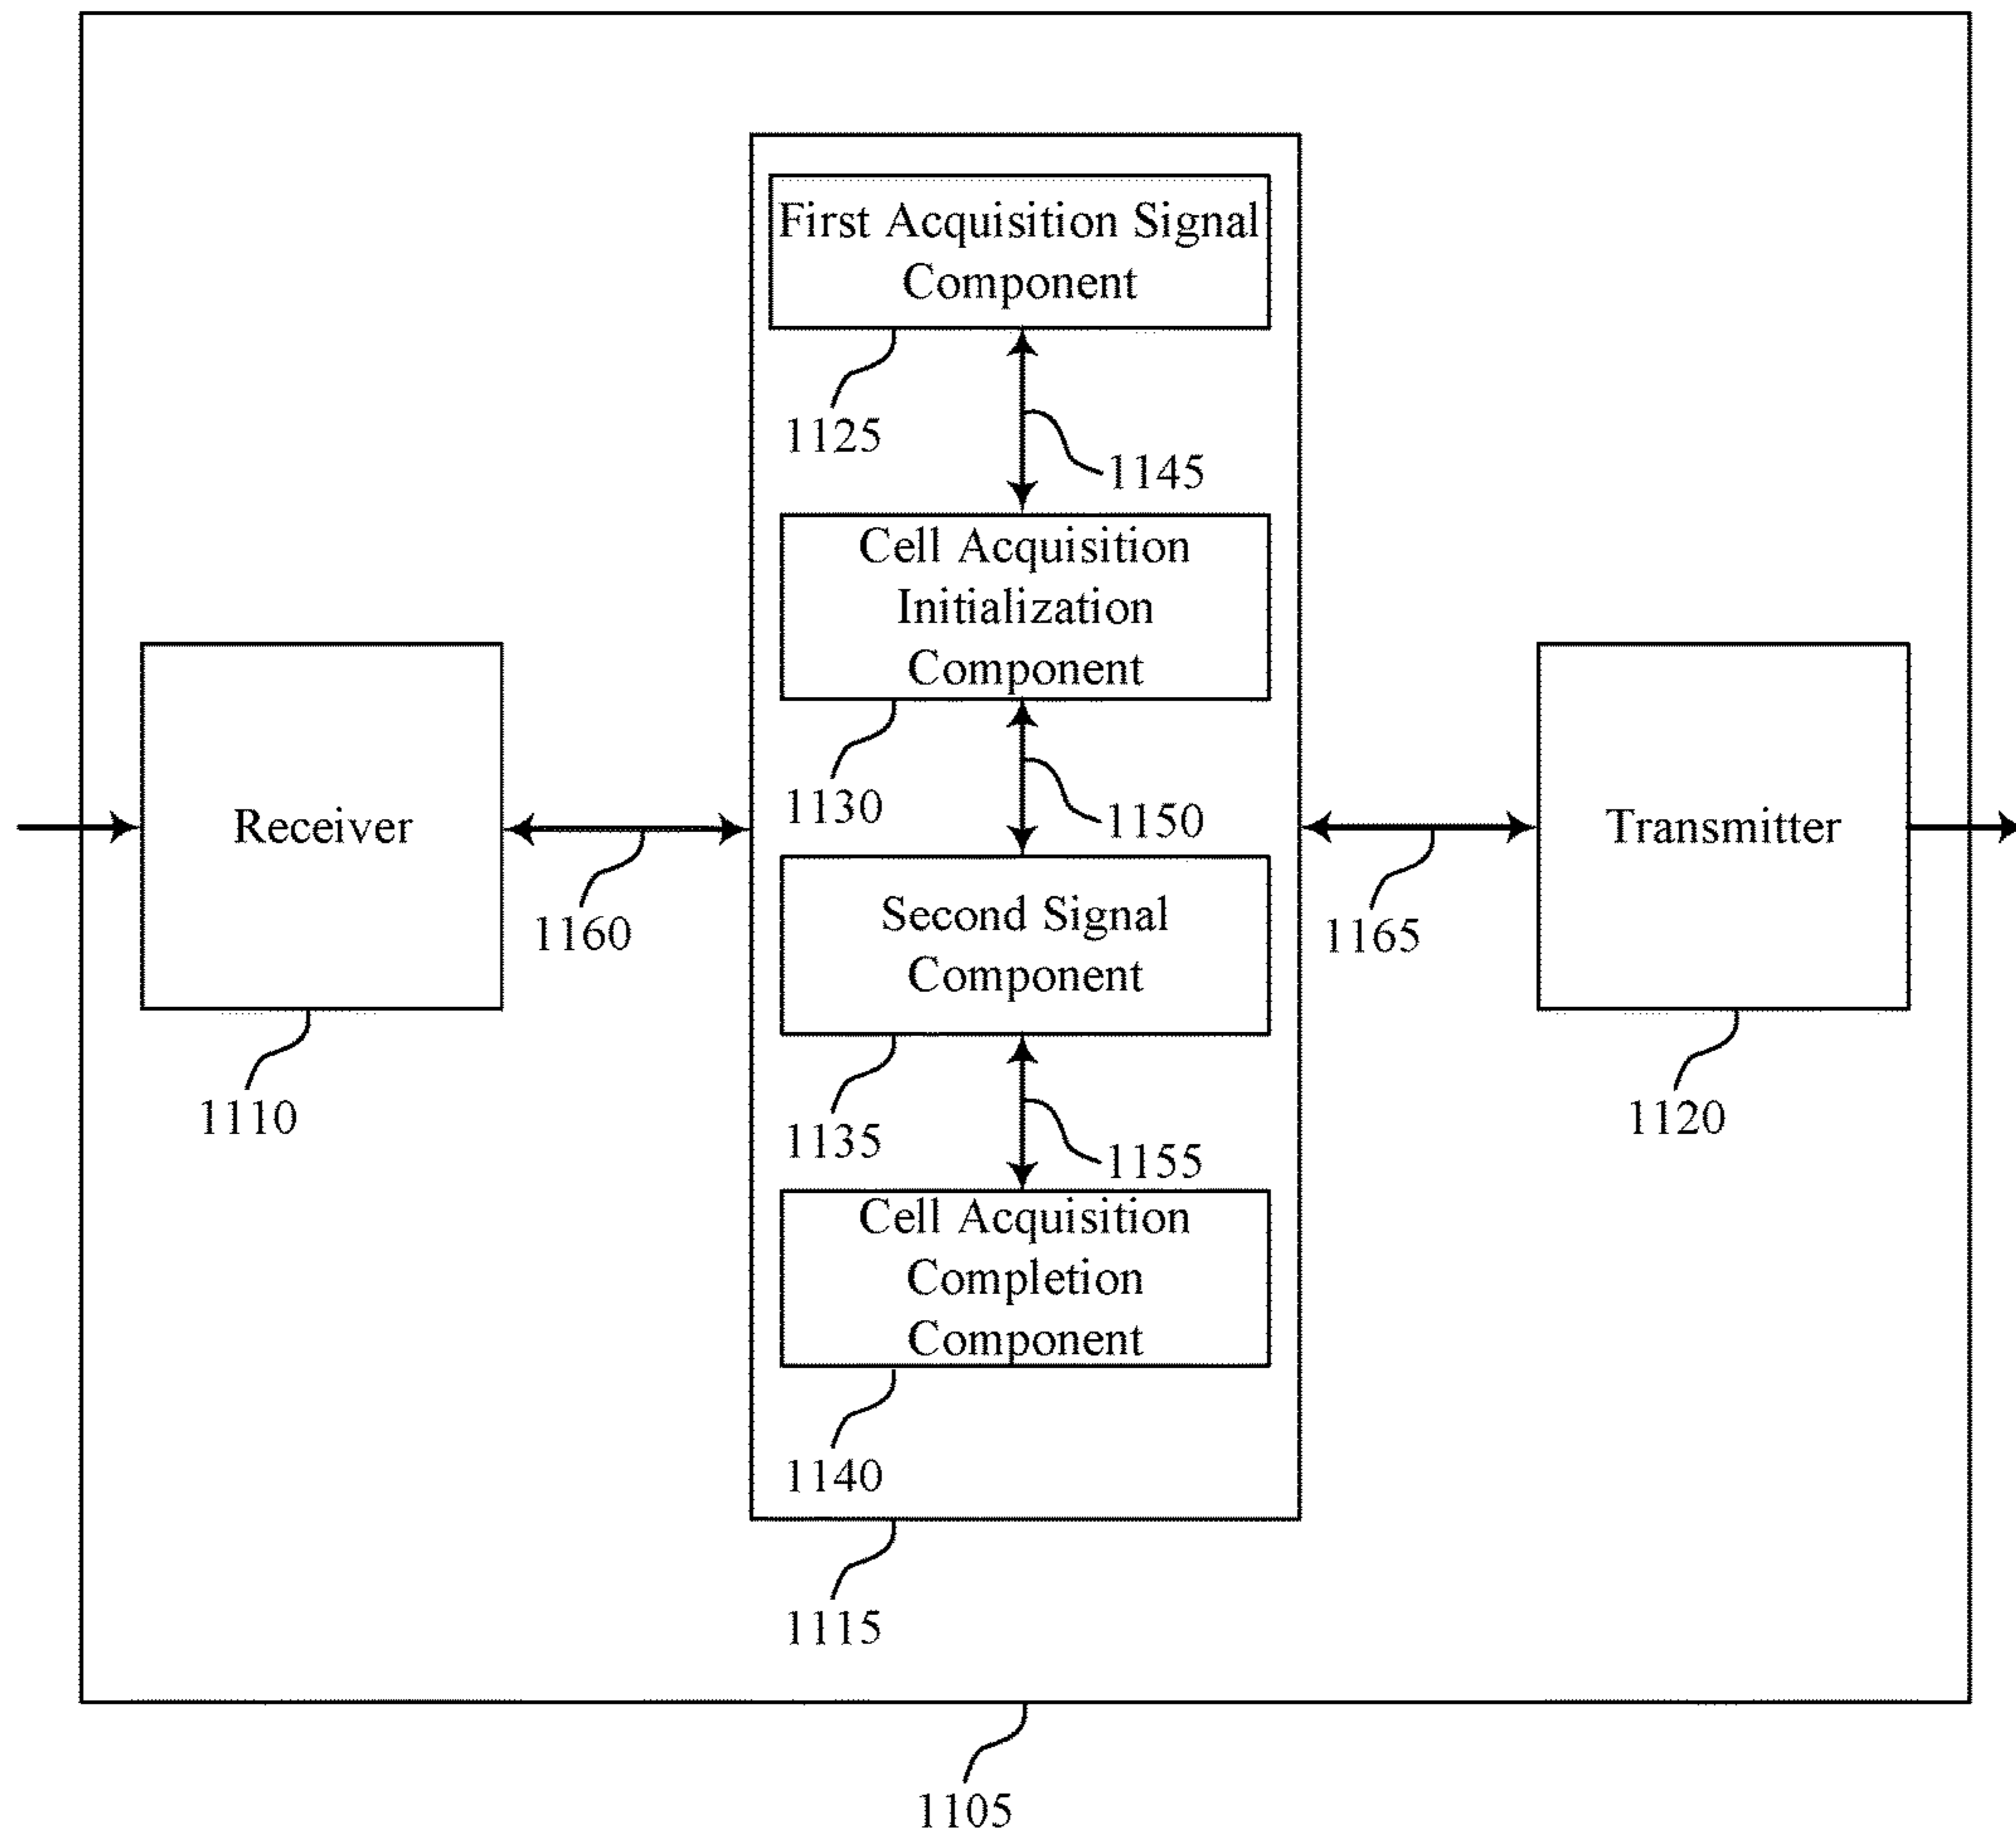 First Acquisition Signal
Component
1125
1145
Cell Acquisition
Initialization
Component
1130
1150
Receiver
1110
1160
Second Signal
Component
1135
1155
Cell Acquisition
Completion
Component
1140
1115
1165
Transmitter
1120
1105